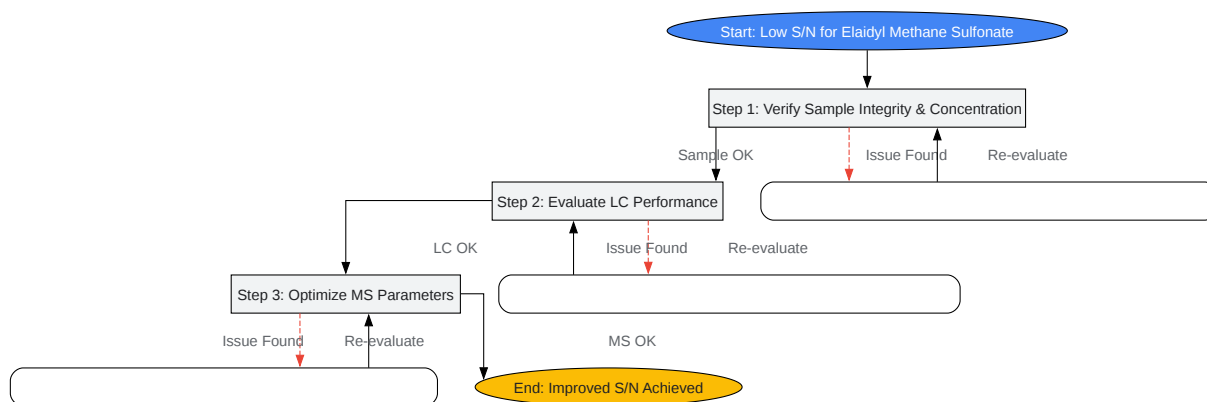 Start: Low S/N for Elaidyl Methane Sulfonate
Step 1: Verify Sample Integrity & Concentration
Sample OK
Issue Found
Re-evaluate
Step 2: Evaluate LC Performance
LC OK
Issue Found
Re-evaluate
Step 3: Optimize MS Parameters
Issue Found
Re-evaluate
MS OK
End: Improved S/N Achieved